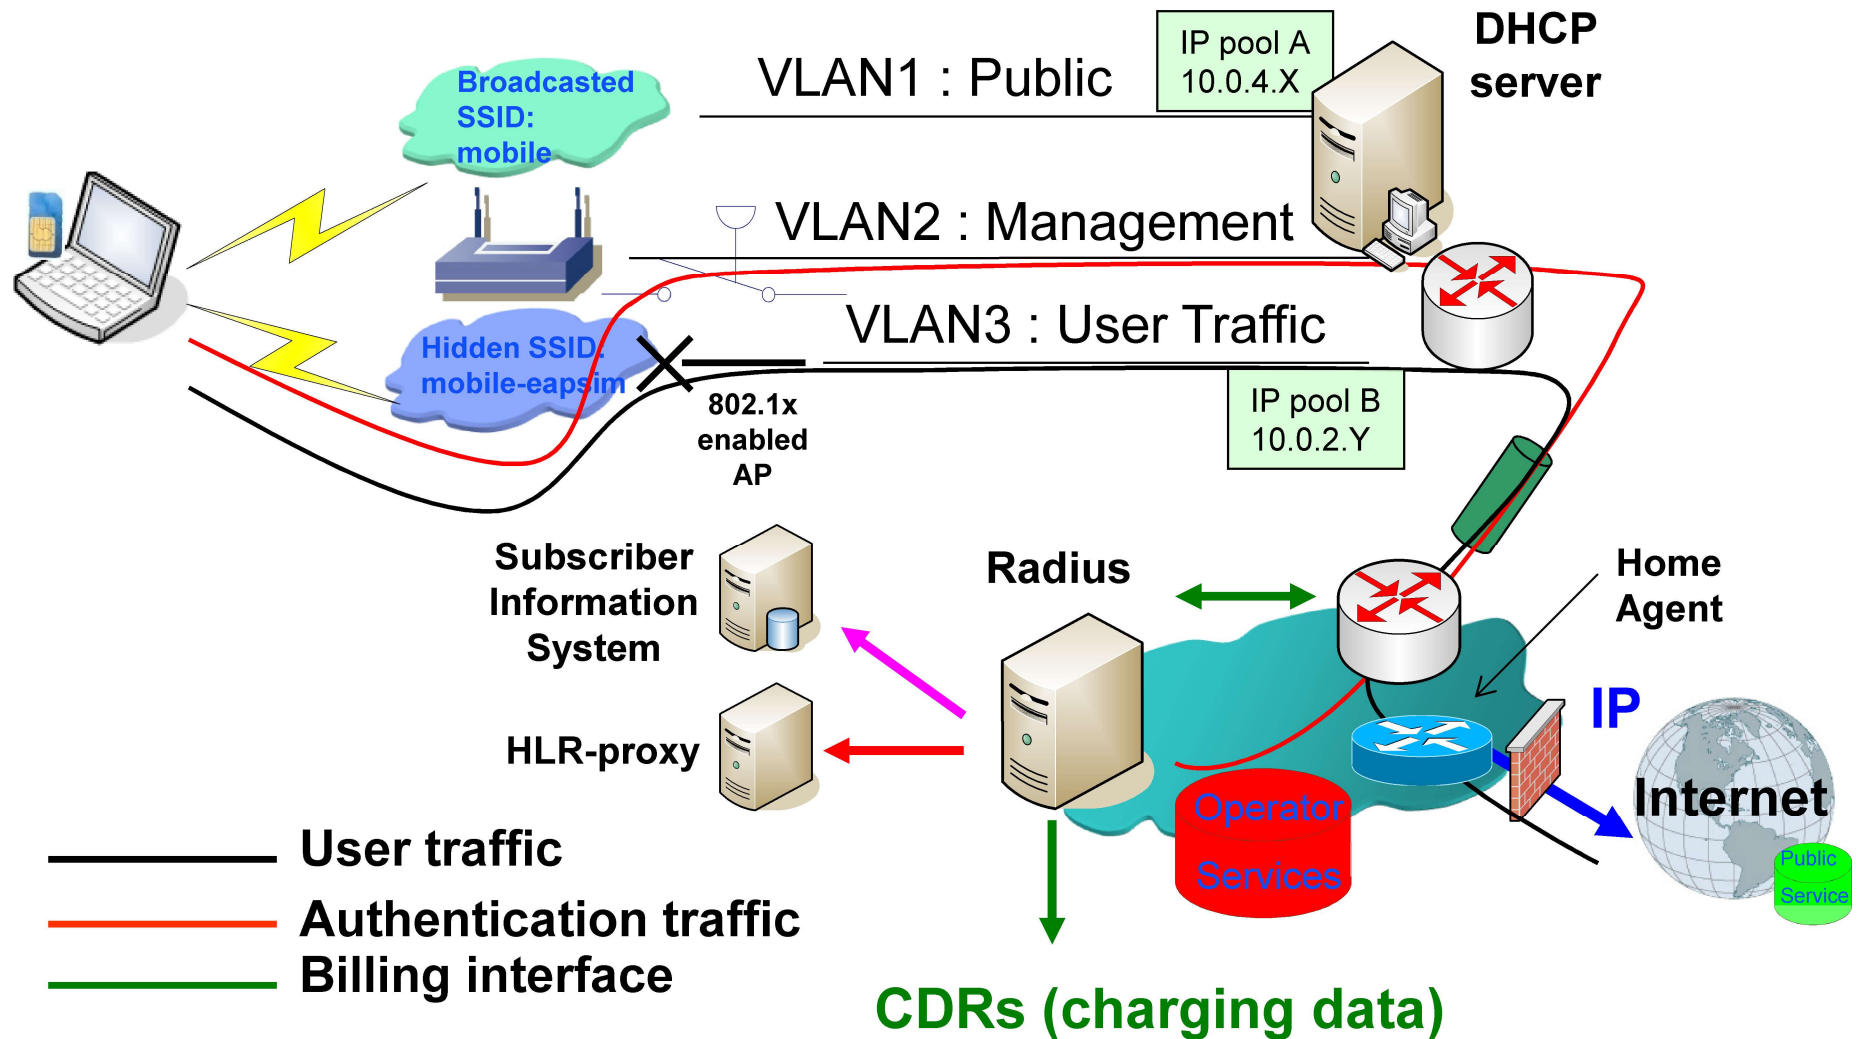 Broadcasted
SSID:
mobile
VLAN1 : Public
IP pool A
10.0.4.X
DHCP
server
VLAN2 : Management
VLAN3 : User Traffic
Hidden SSID:
mobile-eapsim
802.1x
enabled
AP
IP pool B
10.0.2.Y
Subscriber
Information
System
Radius
Home
Agent
HLR-proxy
IP
Internet
Operator
Services
Public
Service
User traffic
Authentication traffic
Billing interface
CDRs (charging data)